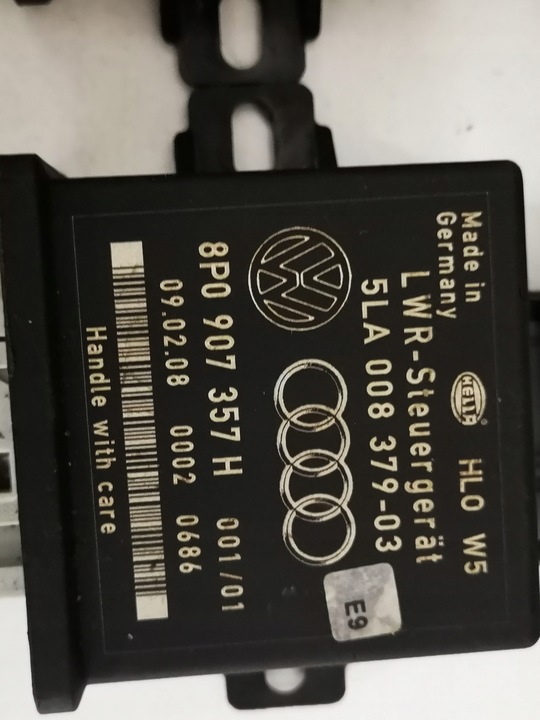 Made in
Germany
HELLA
HLO W5
LWR-Steuergerät
5LA 008 379-03
E9
8P0 907 357 H 001/01
09.02.08 0002 0686
Handle with care